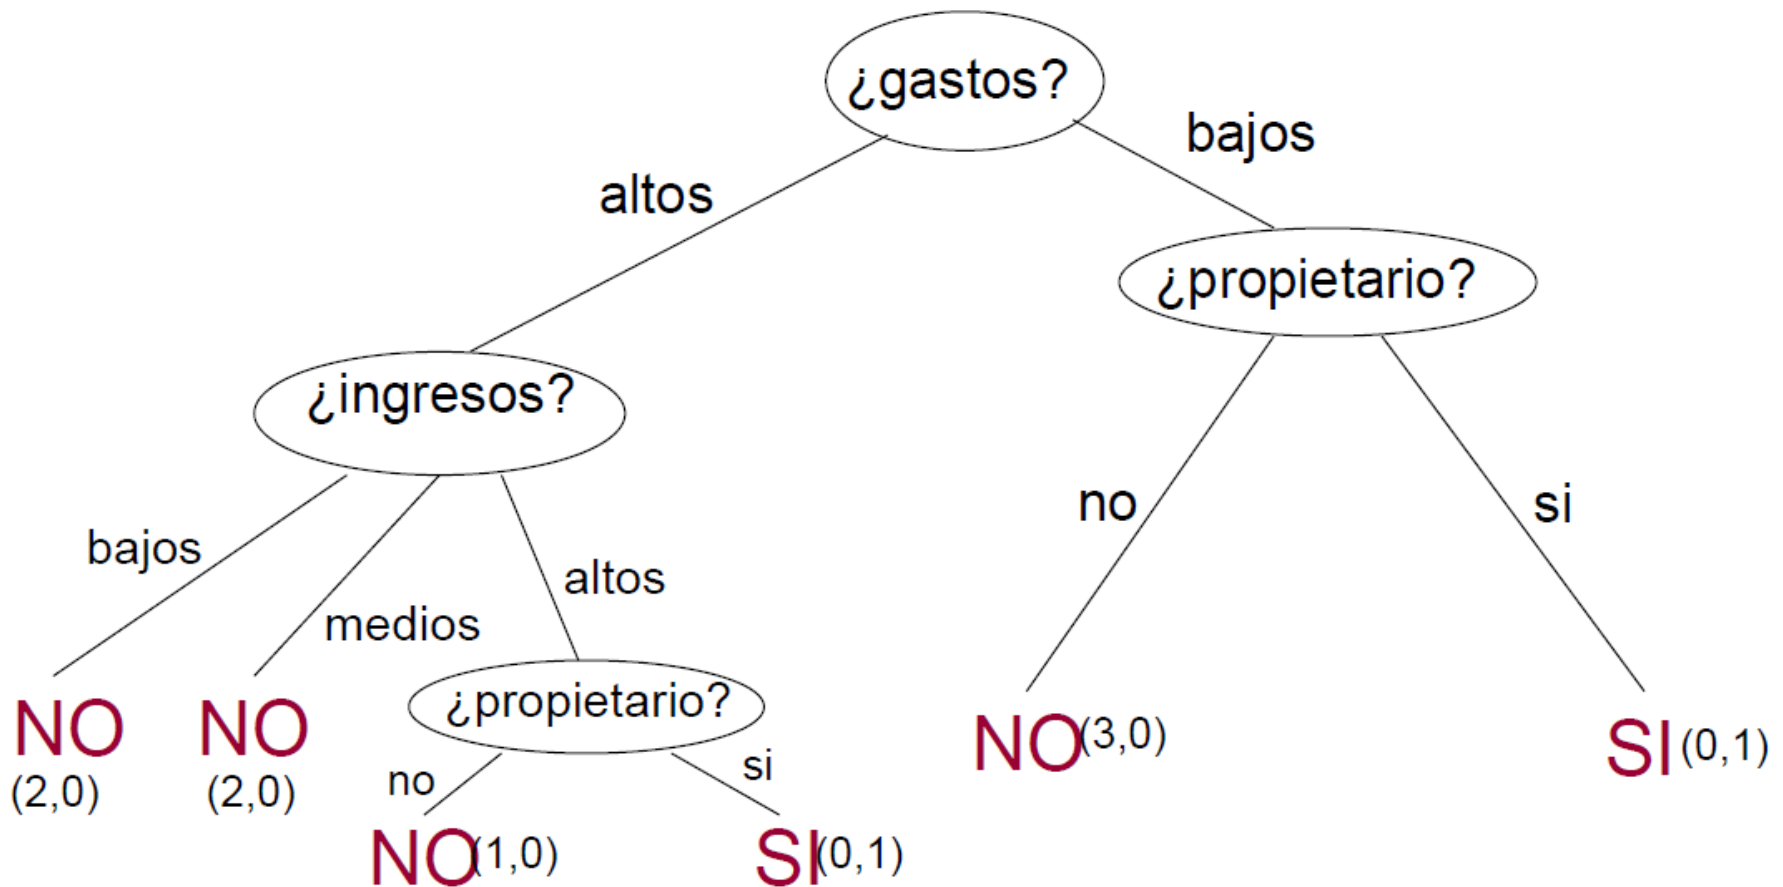 ¿gastos?
altos
bajos
¿propietario?
¿ingresos?
no
si
bajos
medios
altos
¿propietario?
NO
(2,0)
NO
(2,0)
no
si
NO(3,0)
SI (0,1)
NO(1,0)
SI(0,1)